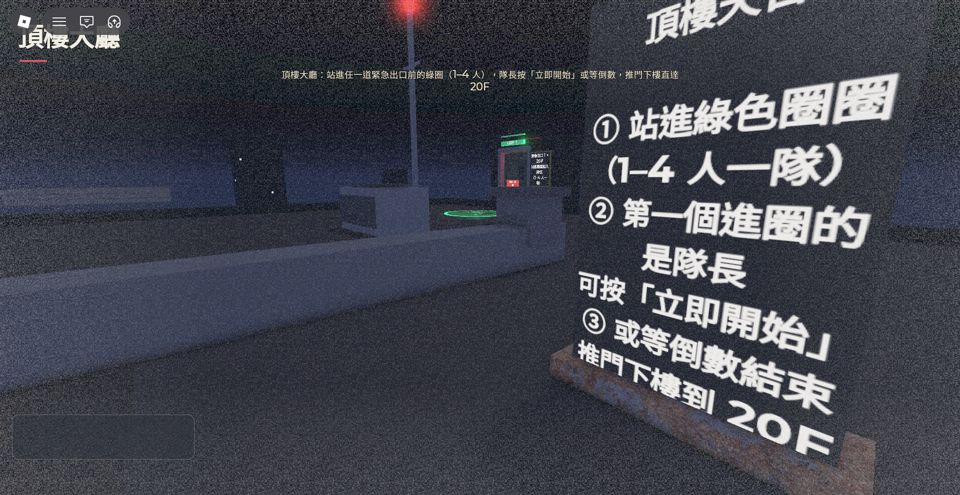 頂樓大廳
頂樓大廳：站進任一道緊急出口前的綠圈（1–4 人），隊長按「立即開始」或等倒數，推門下樓直達
20F
頂樓大
① 站進綠色圈圈
（1–4 人一隊）
② 第一個進圈的
是隊長
可按「立即開始」
③ 或等倒數結束
推門下樓到 20F